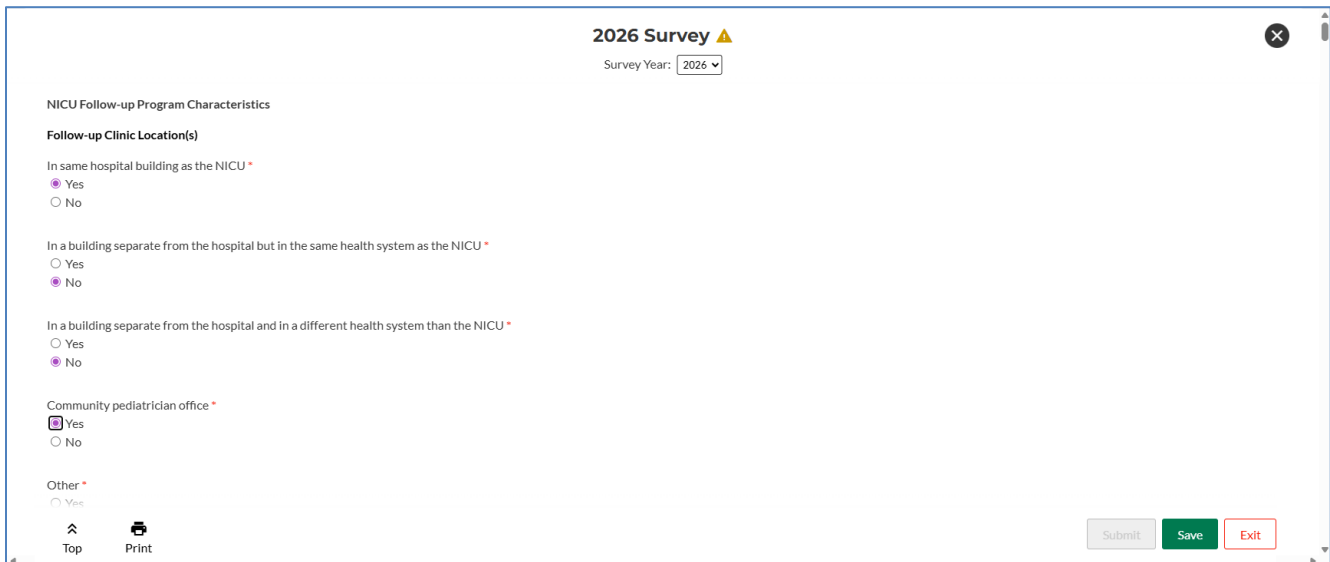 2026 Survey
Survey Year: 2026
NICU Follow-up Program Characteristics
Follow-up Clinic Location(s)
In same hospital building as the NICU *
Yes
No
In a building separate from the hospital but in the same health system as the NICU *
Yes
No
In a building separate from the hospital and in a different health system than the NICU *
Yes
No
Community pediatrician office *
Yes
No
Other *
Yes
Top Print Submit Save Exit